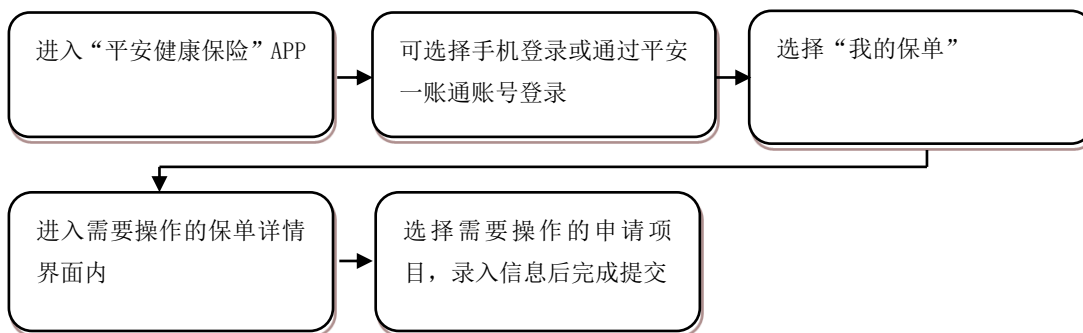 进入“平安健康保险”APP
可选择手机登录或通过平安
一账通账号登录
选择“我的保单”
进入需要操作的保单详情
界面内
选择需要操作的申请项
目，录入信息后完成提交